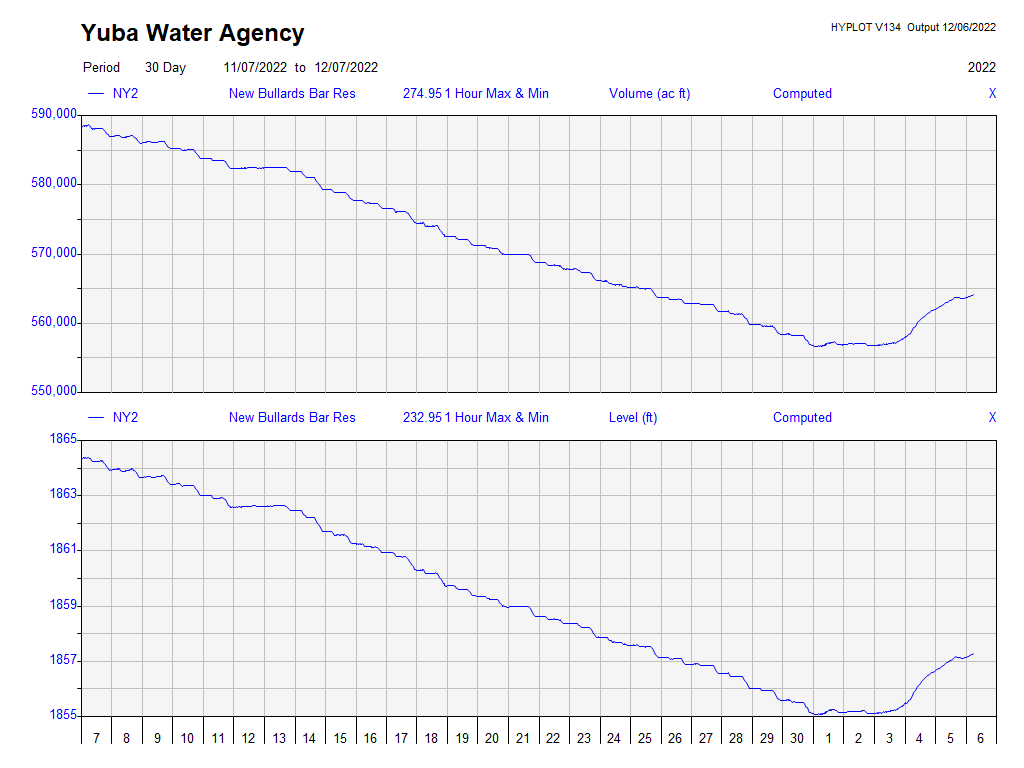 Yuba Water Agency
HYPLOT V134 Output 12/06/2022
Period 30 Day 11/07/2022 to 12/07/2022 2022
NY2 New Bullards Bar Res 274.95 1 Hour Max & Min Volume (ac ft) Computed X
590,000
580,000
570,000
560,000
550,000
NY2 New Bullards Bar Res 232.95 1 Hour Max & Min Level (ft) Computed X
1865
1863
1861
1859
1857
1855
7 8 9 10 11 12 13 14 15 16 17 18 19 20 21 22 23 24 25 26 27 28 29 30 1 2 3 4 5 6